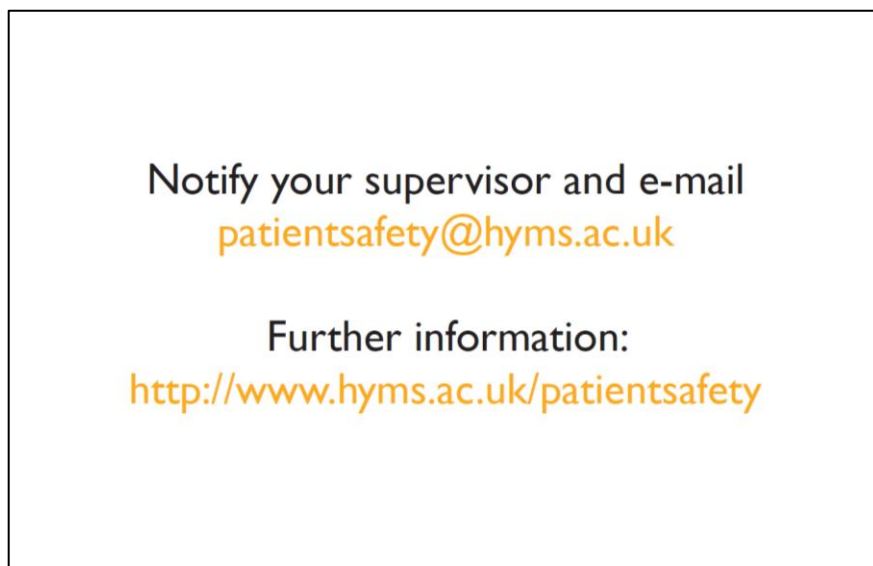 Notify your supervisor and e-mail
patientsafety@hyms.ac.uk
Further information:
http://www.hyms.ac.uk/patientsafety